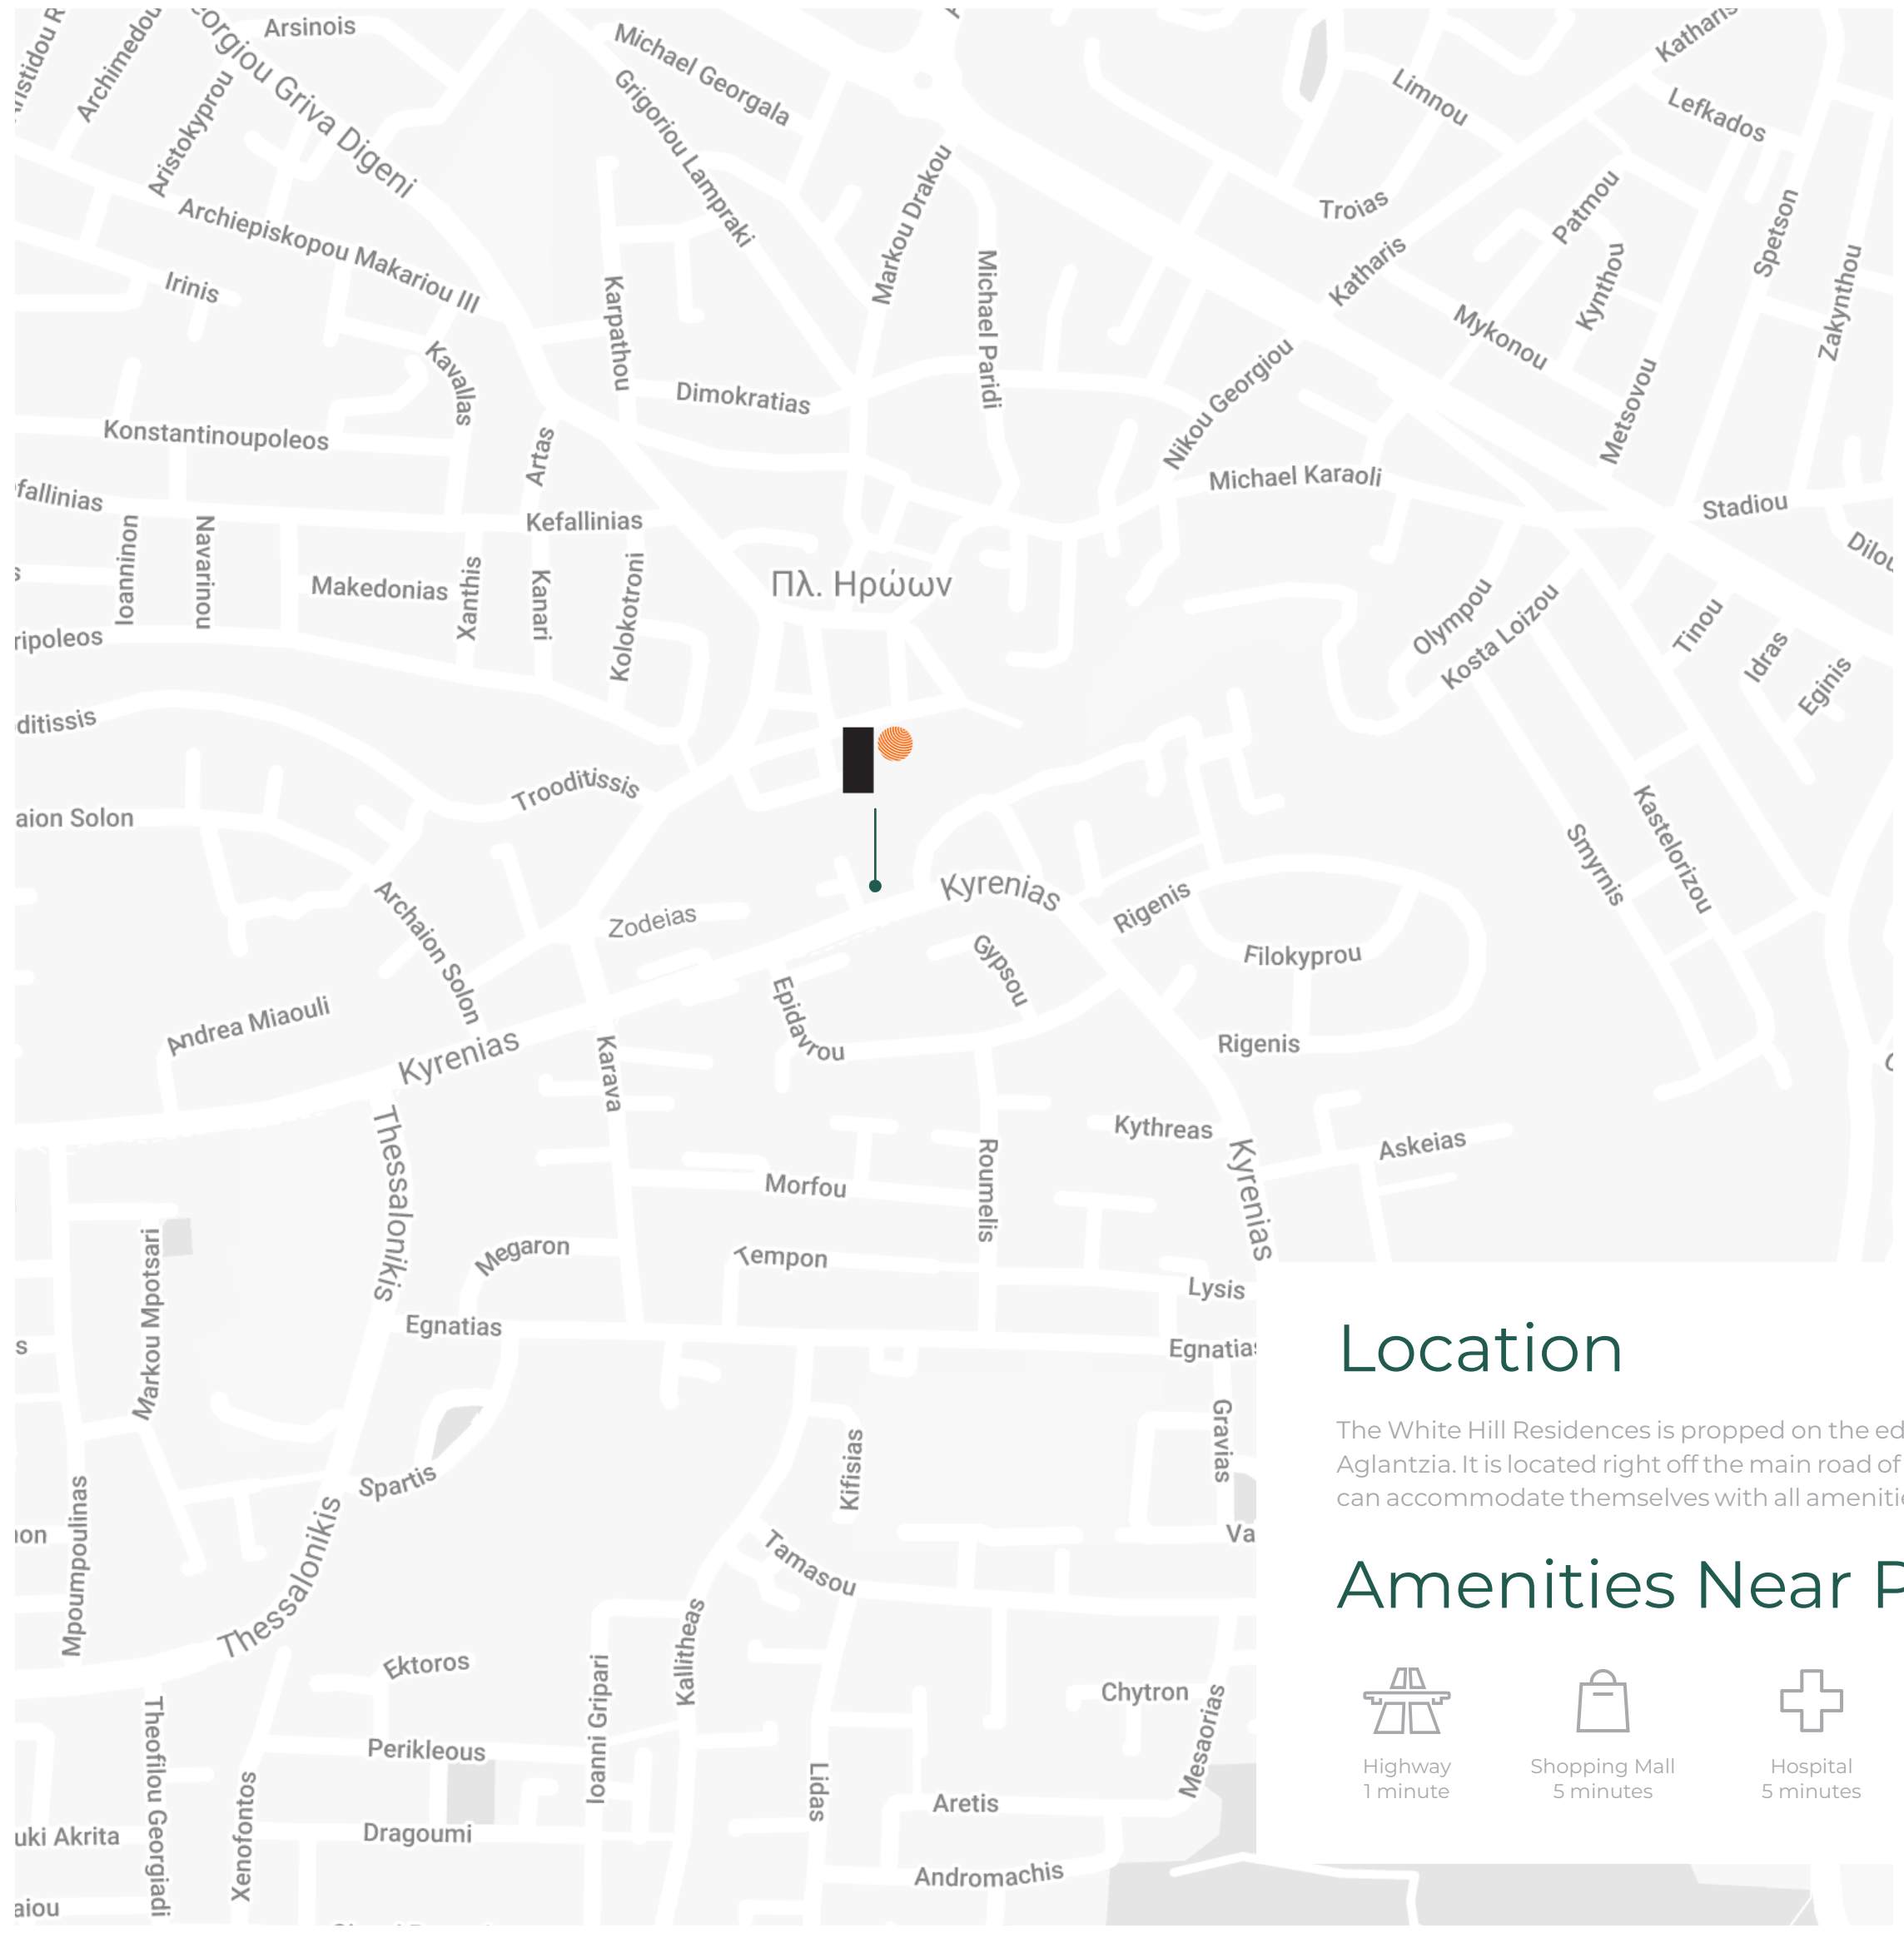 Arsinois
Michael Georgala
Katharis
Archimedou
Georgiou Griva Digeni
Aristokyprou
Grigoriou Lampraki
Limnou
Lefkados
Markou Drakou
Archiepiskopou Makariou III
Troias
Patmou
Spetson
Irinis
Karpathou
Michael Paridi
Katharis
Kynthou
Zakynthou
Kavalas
Dimokratias
Nikou Georgiou
Mykonou
Metsovou
Konstantinoupoleos
Artas
Michael Karaoli
fallinias
Kefallinias
Stadiou
Ioanninon
Navarinou
Makedonias
Xanthis
Kanari
Kolokotroni
Πλ. Ηρώων
Olympou
Kosta Loizou
Tinou
Idras
Eginis
ripoleos
ditissis
Trooditissis
aion Solon
Smyrnis
Kastelorizou
Archaion Solon
Zodeias
Kyrenias
Rigenis
Gypsou
Filokyprou
Epidavrou
Andrea Miaouli
Kyrenias
Karava
Rigenis
Thessalonikis
Kythreas
Kyrenias
Askeias
Morfou
Roumelis
Markou Mpotsari
Megaron
Tempon
Lysis
Egnatias
Egnatias
Gravias
Spartis
Kifisias
Mpoumpoulinas
Thessalonikis
Va
Tamasou
Kallitheas
Ektoros
Ioanni Gripari
Chytron
Mesaorias
Theofilou Georgiadi
Perikleous
Xenofontos
Lidas
Aretis
uki Akrita
Dragoumi
Andromachis
aiou
Location
The White Hill Residences is propped on the ed
Aglantzia. It is located right off the main road of
can accommodate themselves with all ameniti
Amenities Near P
Highway
1 minute
Shopping Mall
5 minutes
Hospital
5 minutes